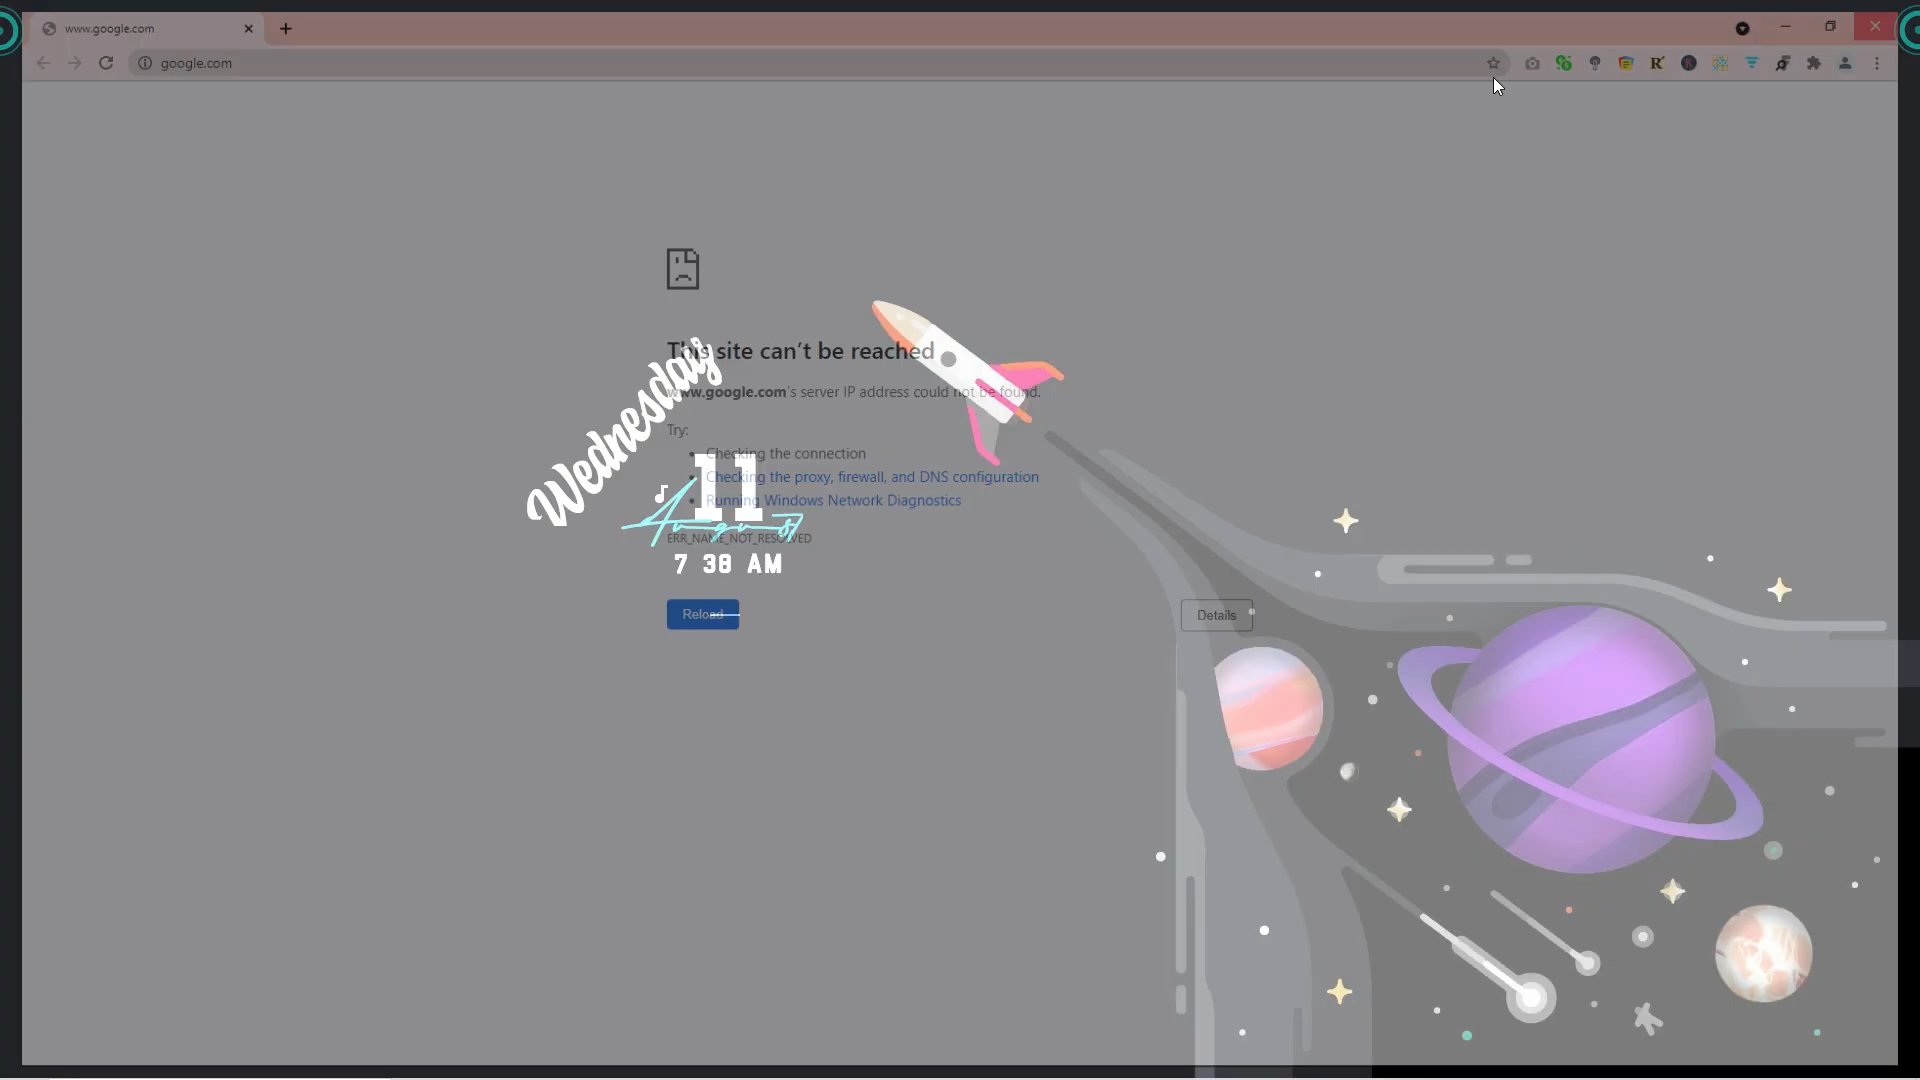 www.google.com
google.com
This site can't be reached
www.google.com's server IP address could not be found.
Try:
Checking the connection
Checking the proxy, firewall, and DNS configuration
Running Windows Network Diagnostics
ERR_NAME_NOT_RESOLVED
Reload
Details
Wednesday
11
August
7 38 AM